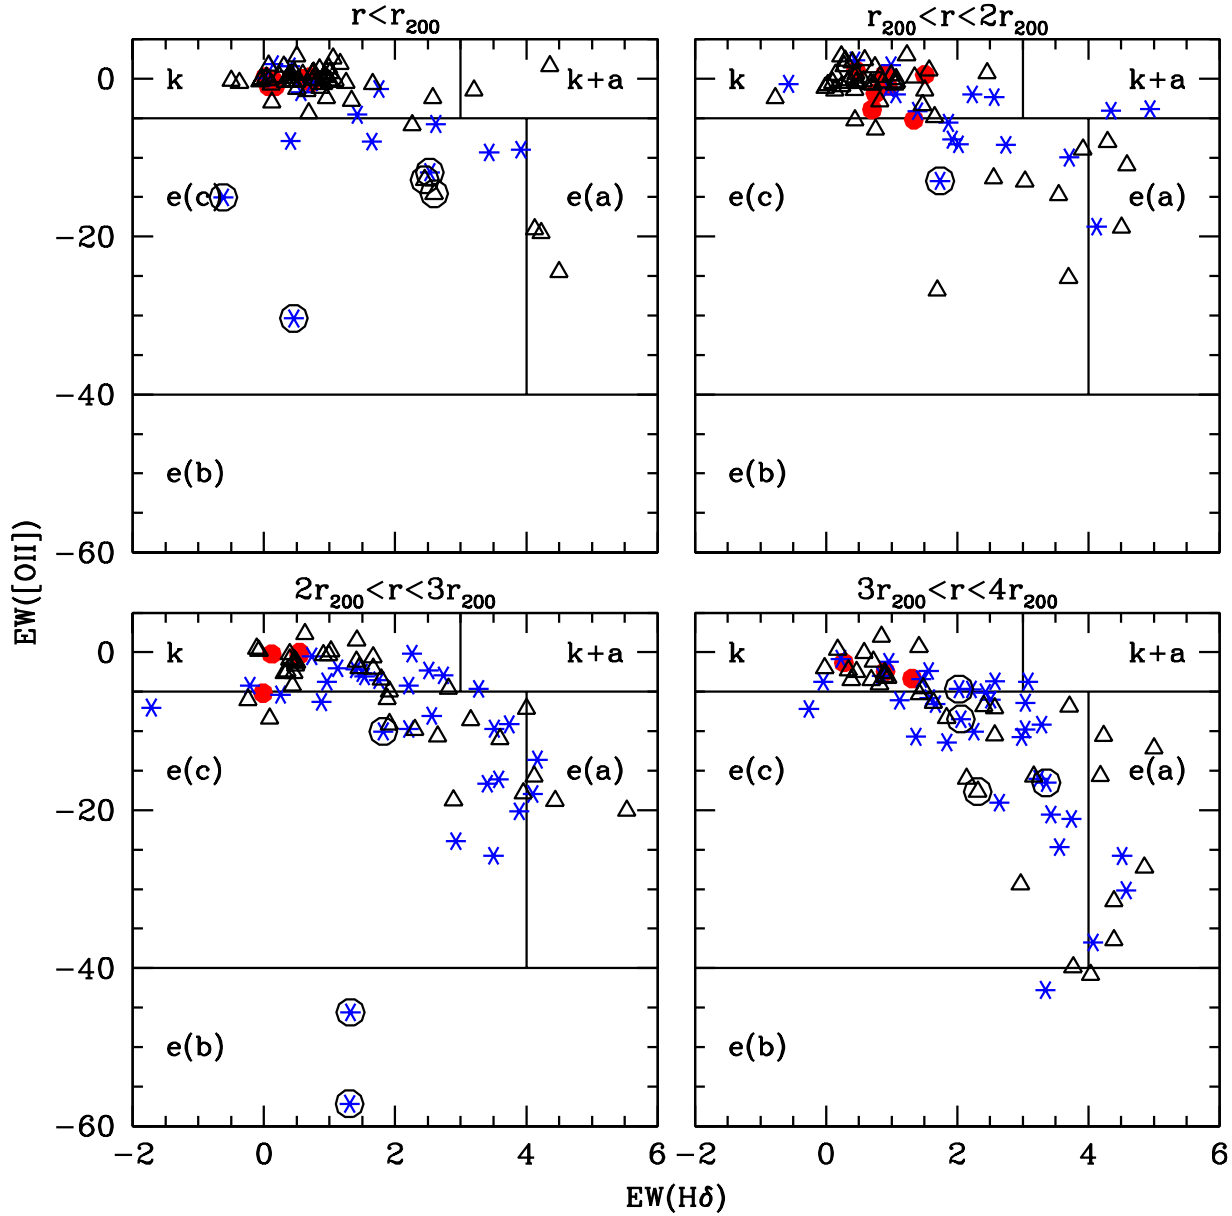 r<r200
r200<r<2r200
0
k
k+a
k
k+a
-20
e(c)
e(a)
e(c)
e(a)
-40
e(b)
e(b)
-60
EW([OII])
2r200<r<3r200
3r200<r<4r200
0
k
k+a
k
k+a
e(c)
e(a)
e(c)
e(a)
-20
-40
e(b)
e(b)
-60
-2 0 2 4 6
-2 0 2 4 6
EW(Hδ)